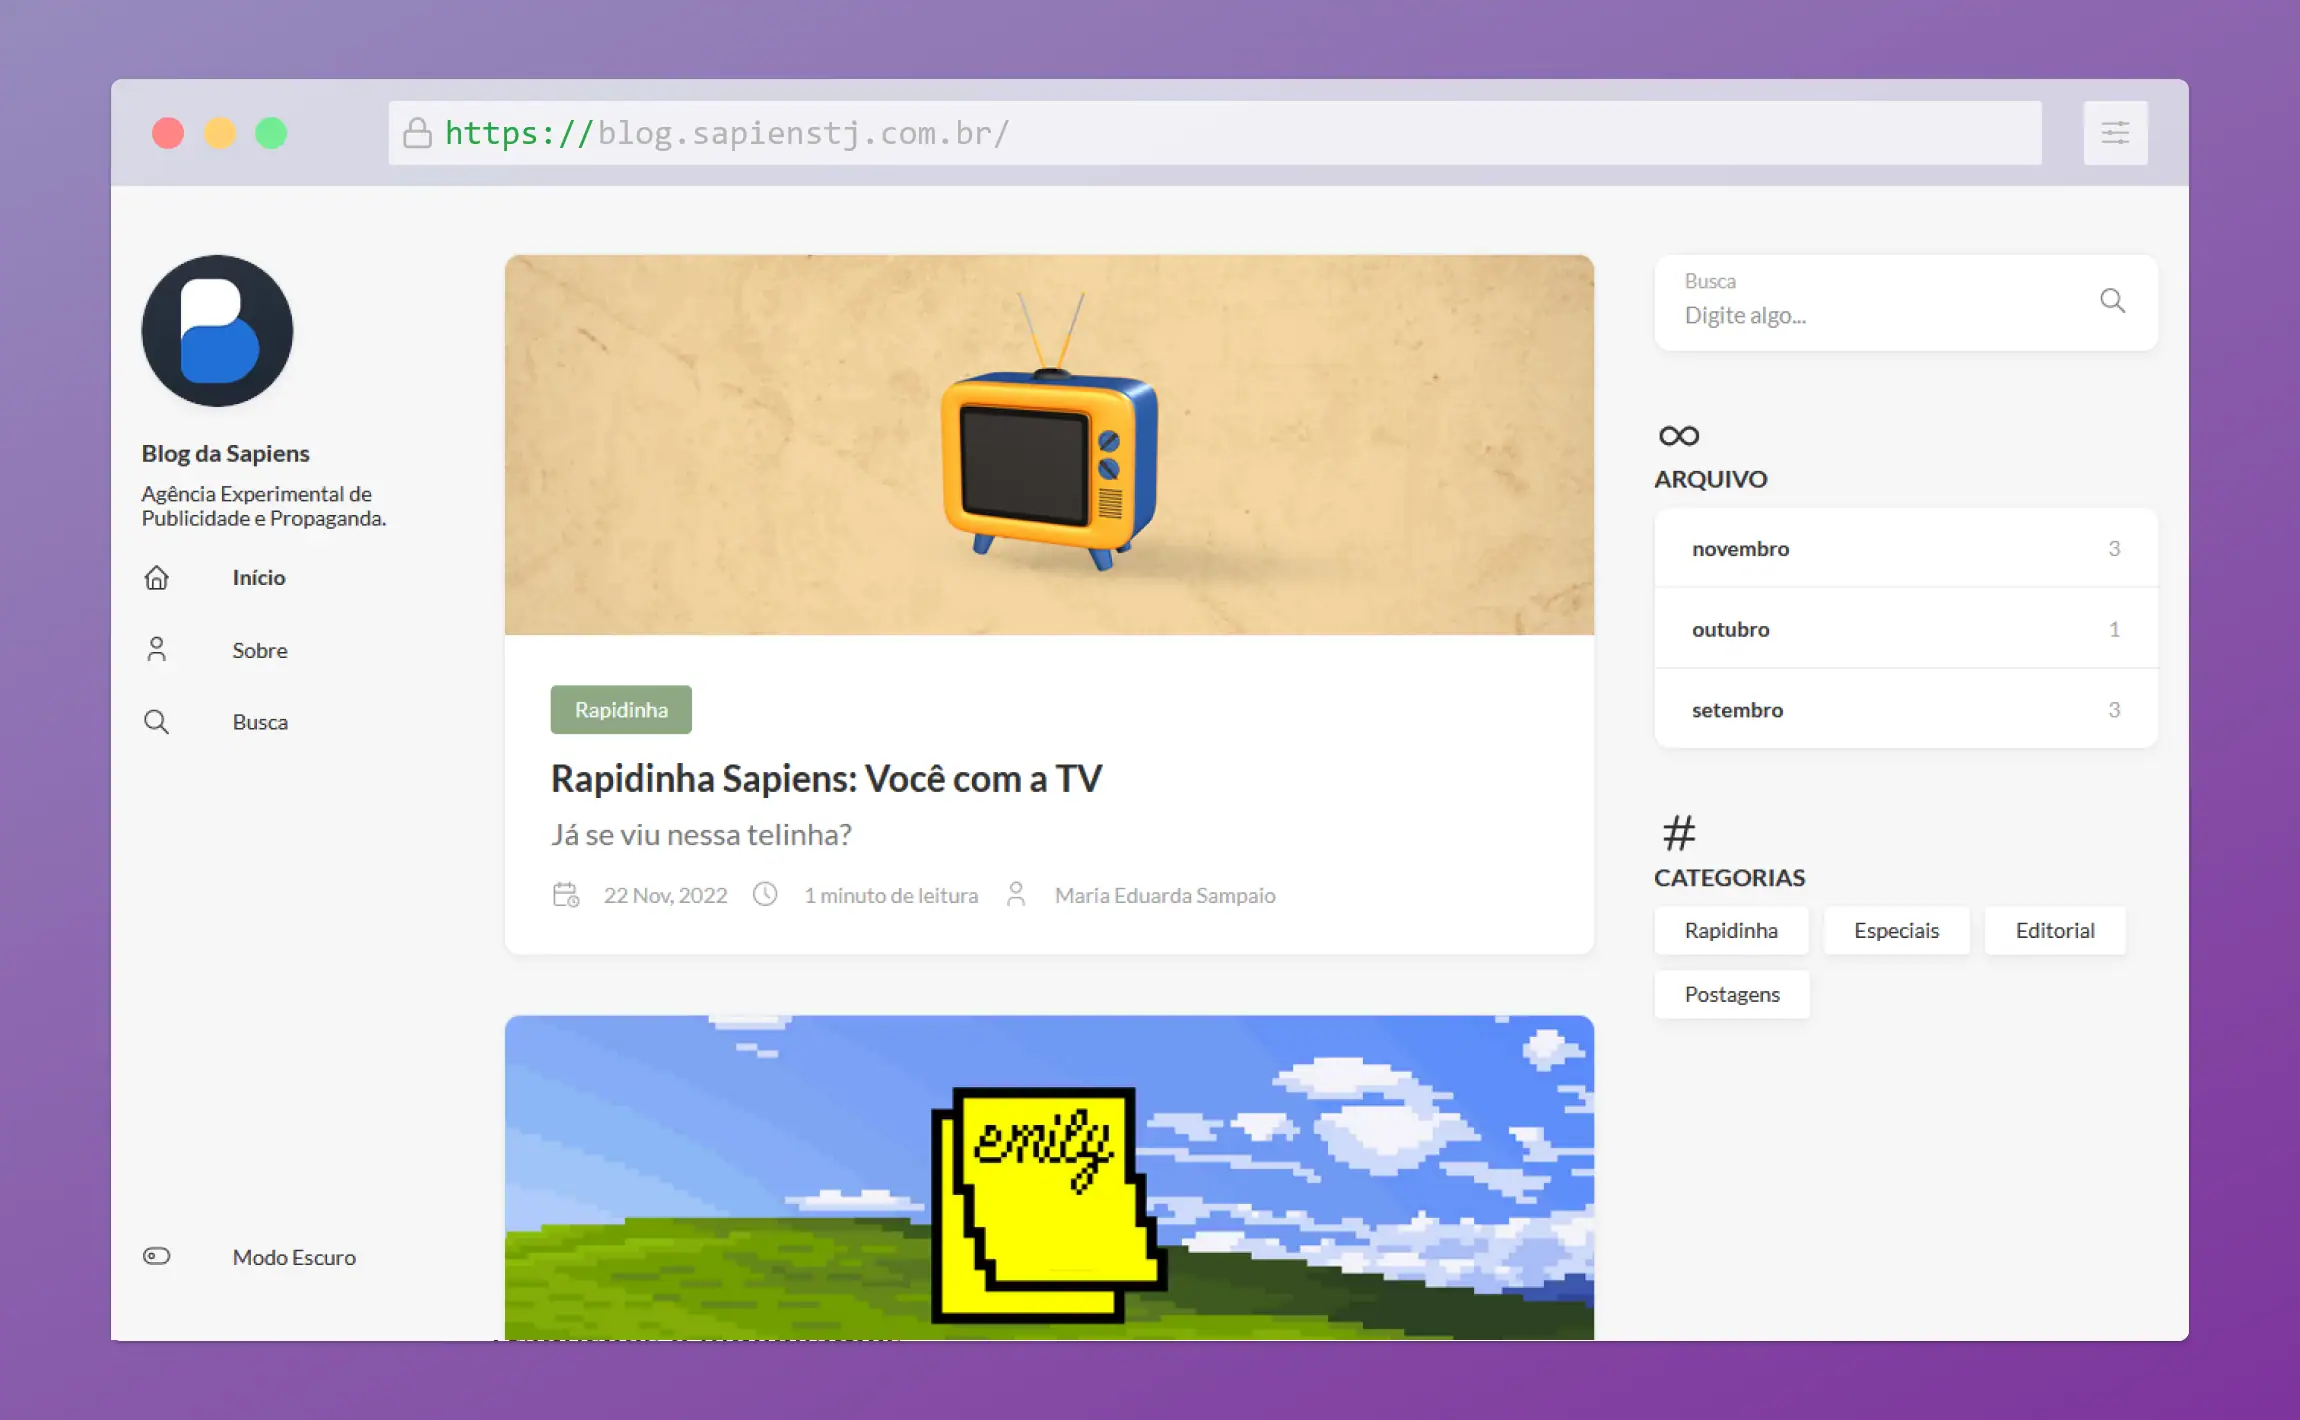 https://blog.sapienstj.com.br/
Blog da Sapiens
Agência Experimental de
Publicidade e Propaganda.
Início
Sobre
Busca
Modo Escuro
Rapidinha
Rapidinha Sapiens: Você com a TV
Já se viu nessa telinha?
22 Nov, 2022 1 minuto de leitura Maria Eduarda Sampaio
emily
Busca
Digite algo...
ARQUIVO
novembro 3
outubro 1
setembro 3
#
CATEGORIAS
Rapidinha Especiais Editorial
Postagens